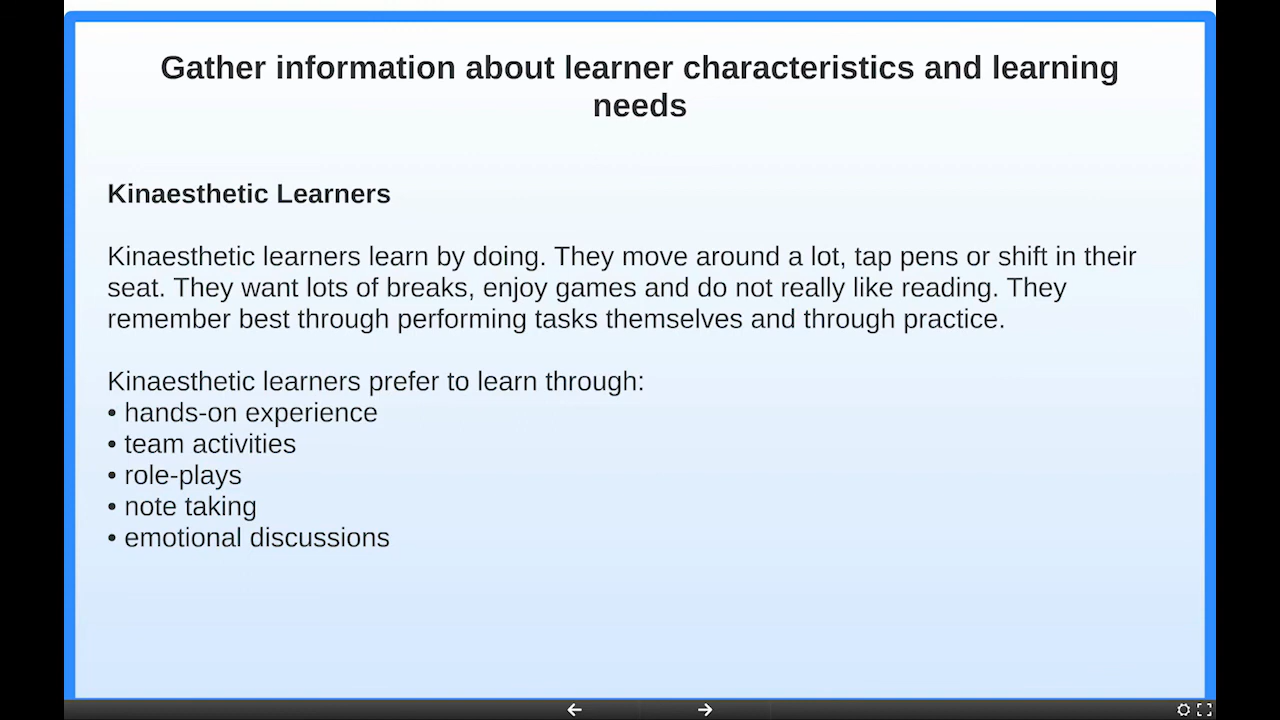 Gather information about learner characteristics and learning
needs
Kinaesthetic Learners
Kinaesthetic learners learn by doing. They move around a lot, tap pens or shift in their
seat. They want lots of breaks, enjoy games and do not really like reading. They
remember best through performing tasks themselves and through practice.
Kinaesthetic learners prefer to learn through:
• hands-on experience
• team activities
• role-plays
• note taking
• emotional discussions